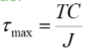 τ_max = TC / J